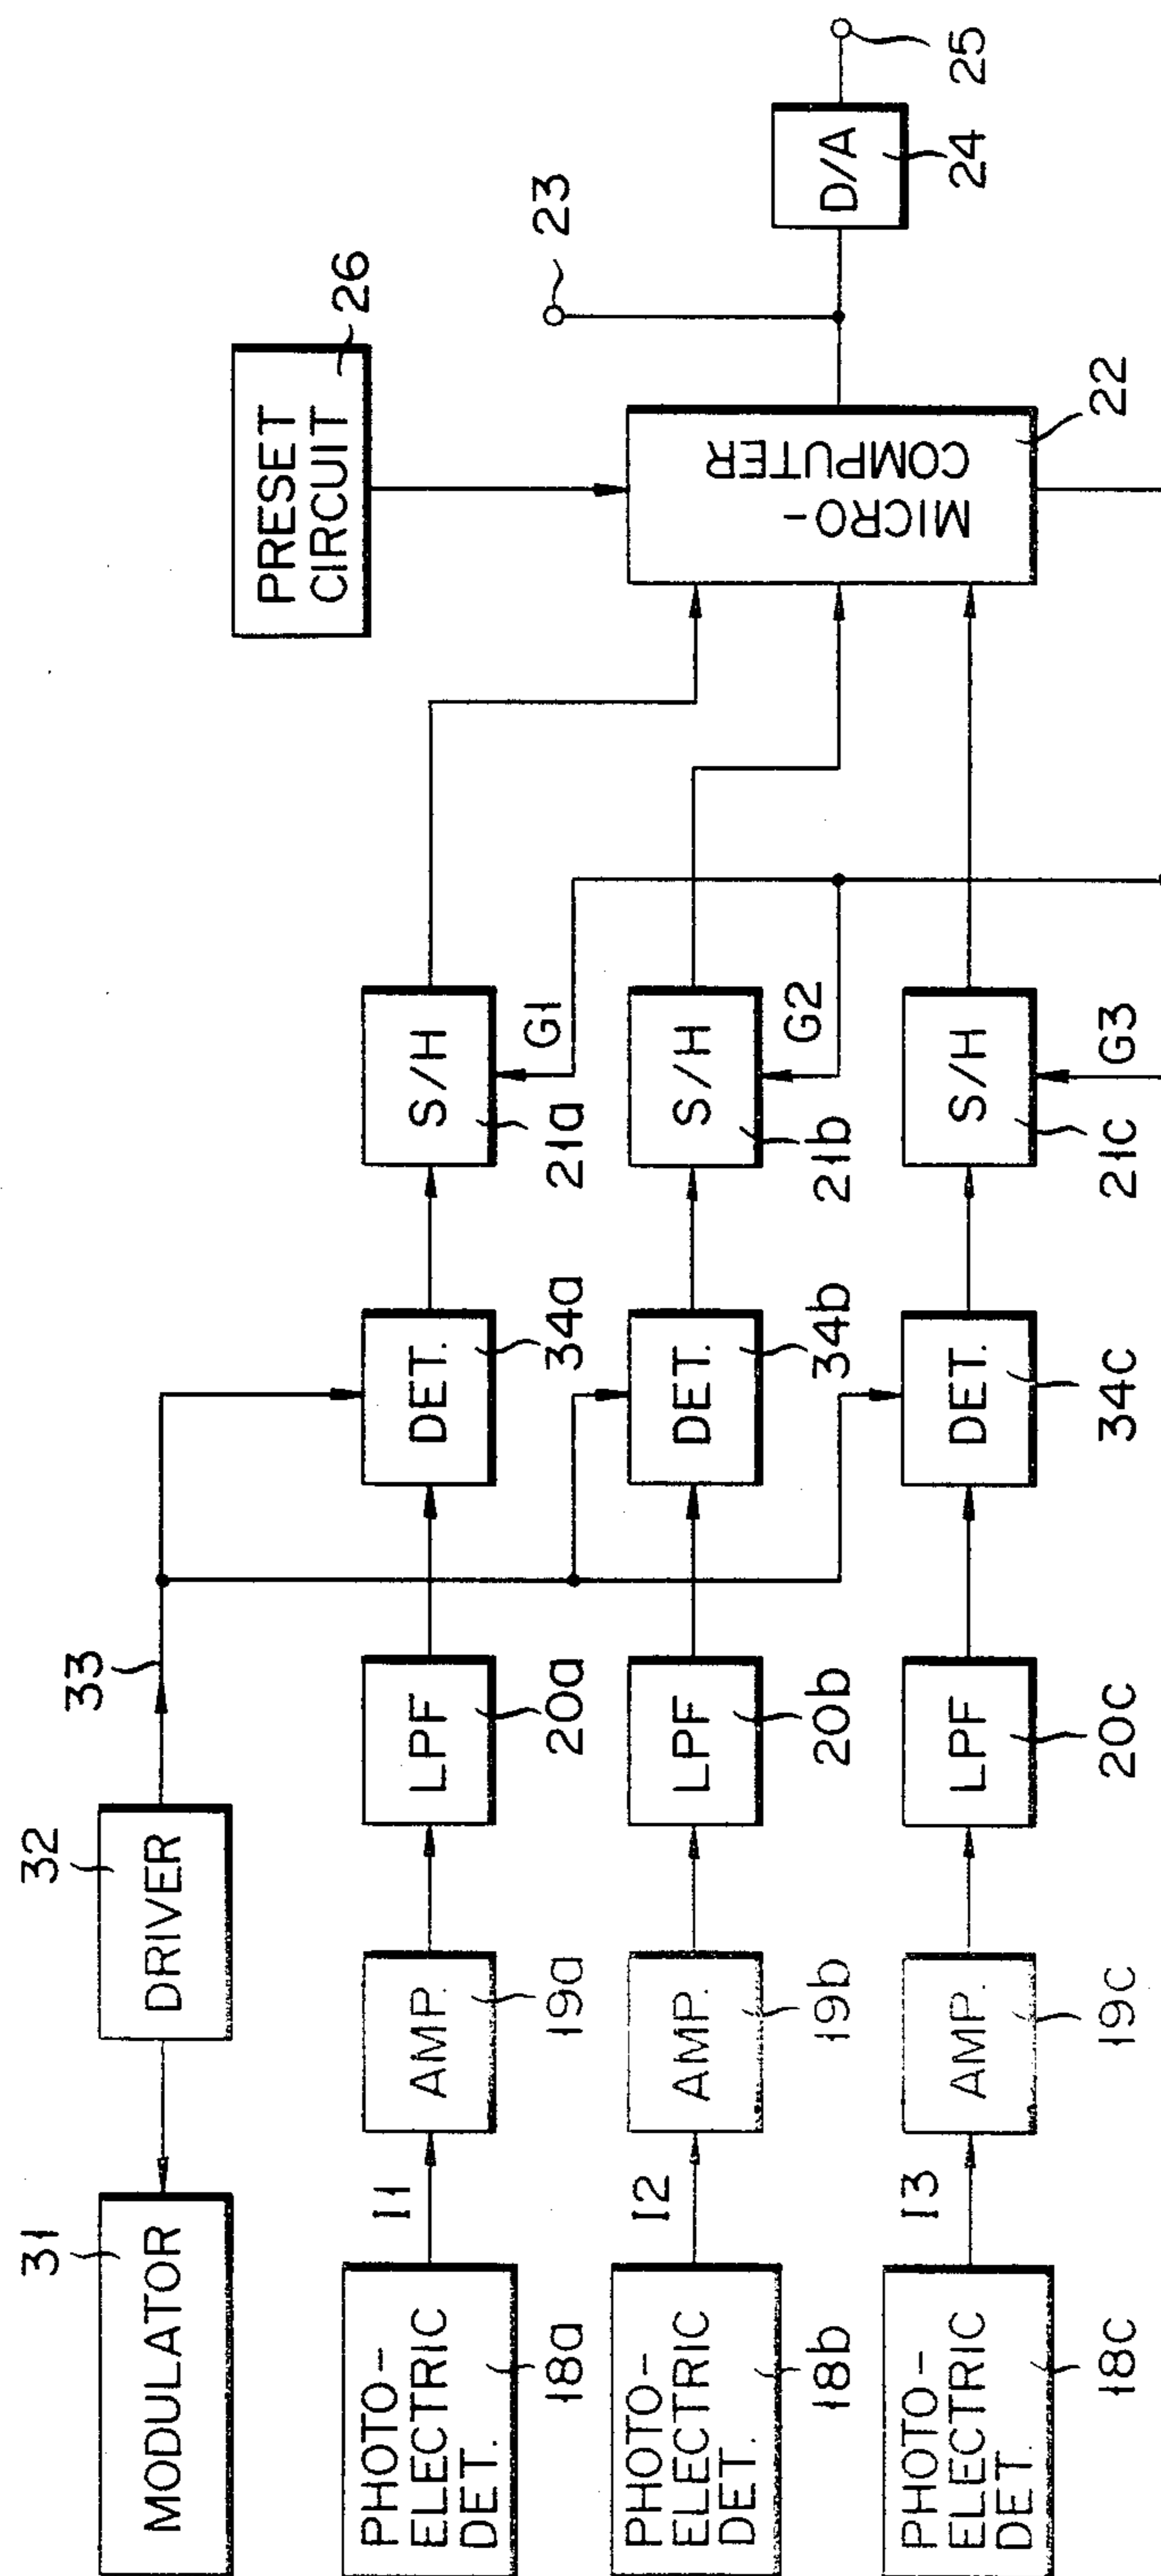 31
MODULATOR
32
DRIVER
33
PHOTO-
ELECTRIC
DET.
18a
I1
AMP.
19a
LPF
20a
DET.
34a
S/H
21a
G1
PHOTO-
ELECTRIC
DET.
18b
I2
AMP.
19b
LPF
20b
DET.
34b
S/H
21b
G2
PHOTO-
ELECTRIC
DET.
18c
I3
AMP.
19c
LPF
20c
DET.
34c
S/H
21c
G3
PRESET
CIRCUIT
26
MICRO-
COMPUTER
22
23
D/A
24
25